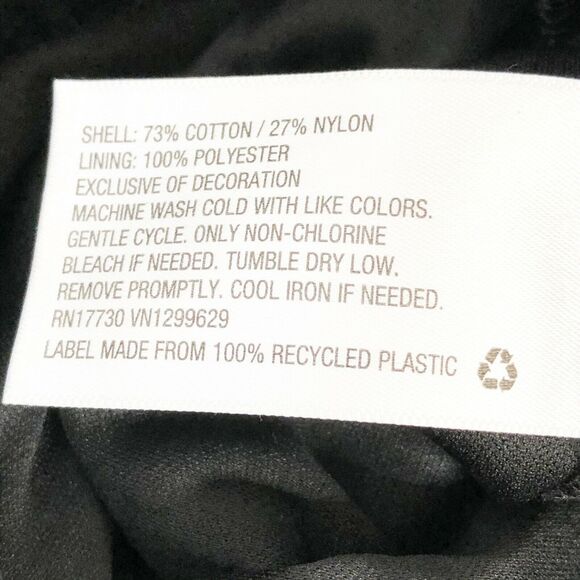 SHELL: 73% COTTON / 27% NYLON
LINING: 100% POLYESTER
EXCLUSIVE OF DECORATION
MACHINE WASH COLD WITH LIKE COLORS.
GENTLE CYCLE. ONLY NON-CHLORINE
BLEACH IF NEEDED. TUMBLE DRY LOW.
REMOVE PROMPTLY. COOL IRON IF NEEDED.
RN17730 VN1299629
LABEL MADE FROM 100% RECYCLED PLASTIC